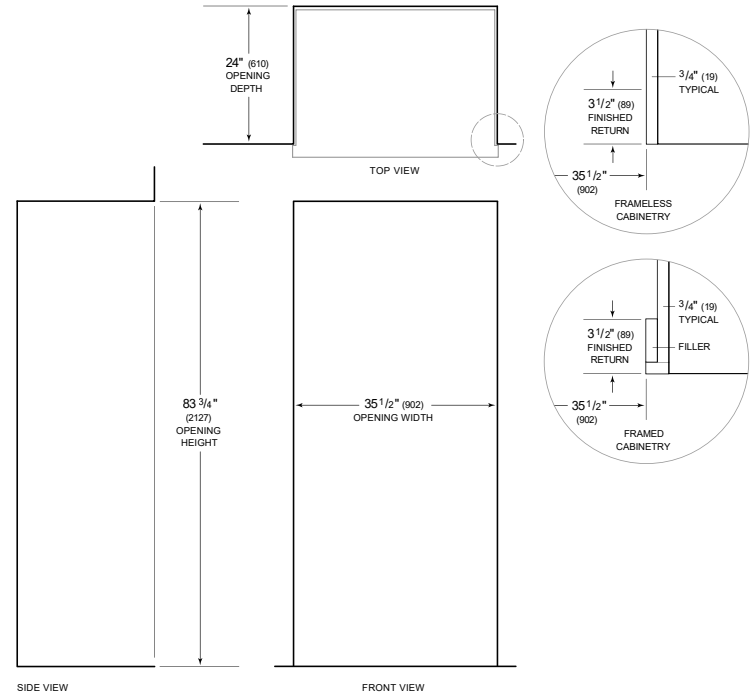 24" (610)
OPENING
DEPTH
TOP VIEW
3/4" (19)
TYPICAL
3 1/2" (89)
FINISHED
RETURN
35 1/2"
(902)
FRAMELESS
CABINETRY
3/4" (19)
TYPICAL
3 1/2" (89)
FINISHED
RETURN
FILLER
35 1/2"
(902)
FRAMED
CABINETRY
83 3/4"
(2127)
OPENING
HEIGHT
35 1/2" (902)
OPENING WIDTH
SIDE VIEW
FRONT VIEW